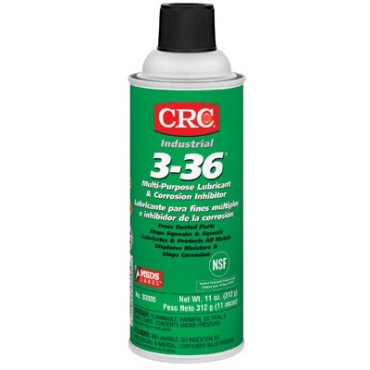 CRC®
Industrial
3-36®
Multi-Purpose Lubricant
& Corrosion Inhibitor
Lubricante para fines múltiples
e inhibidor de la corrosión
Frees Rusted Parts
Stops Squeaks & Squeals
Lubricates & Protects All Metals
Displaces Moisture &
Stops Corrosion
NSF
MSDS
LABEL
No. 03005
Net Wt. 11 oz. (312 g)
Peso Neto 312 g (11 onzas)
DANGER: